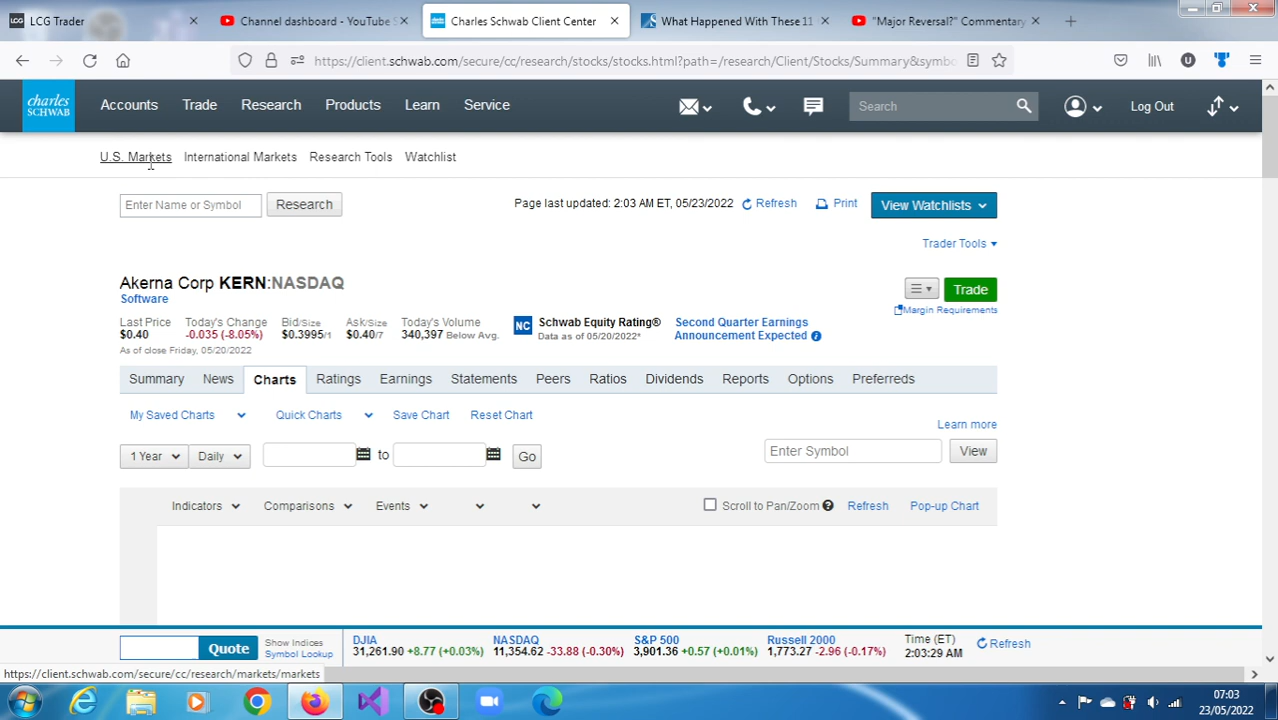 LCG LCG Trader × Channel dashboard - YouTube S × Charles Schwab Client Center × What Happened With These 11 × "Major Reversal?" Commentary × +
https://client.schwab.com/secure/cc/research/stocks/stocks.html?path=/research/Client/Stocks/Summary&symbo
charles SCHWAB Accounts Trade Research Products Learn Service Search Log Out
U.S. Markets International Markets Research Tools Watchlist
Enter Name or Symbol Research Page last updated: 2:03 AM ET, 05/23/2022 Refresh Print View Watchlists
Trader Tools
Akerna Corp KERN:NASDAQ
Software
Trade
Margin Requirements
Last Price Today's Change Bid/Size Ask/Size Today's Volume NC Schwab Equity Rating® Second Quarter Earnings
$0.40 -0.035 (-8.05%) $0.3995/1 $0.40/7 340,397 Below Avg. Data as of 05/20/2022* Announcement Expected
As of close Friday, 05/20/2022
Summary News Charts Ratings Earnings Statements Peers Ratios Dividends Reports Options Preferreds
My Saved Charts Quick Charts Save Chart Reset Chart
Learn more
1 Year Daily to Go Enter Symbol View
Indicators Comparisons Events Scroll to Pan/Zoom Refresh Pop-up Chart
Quote Show Indices DJIA NASDAQ S&P 500 Russell 2000 Time (ET) Refresh
Symbol Lookup 31,261.90 +8.77 (+0.03%) 11,354.62 -33.88 (-0.30%) 3,901.36 +0.57 (+0.01%) 1,773.27 -2.96 (-0.17%) 2:03:29 AM
https://client.schwab.com/secure/cc/research/markets/markets
07:03
23/05/2022